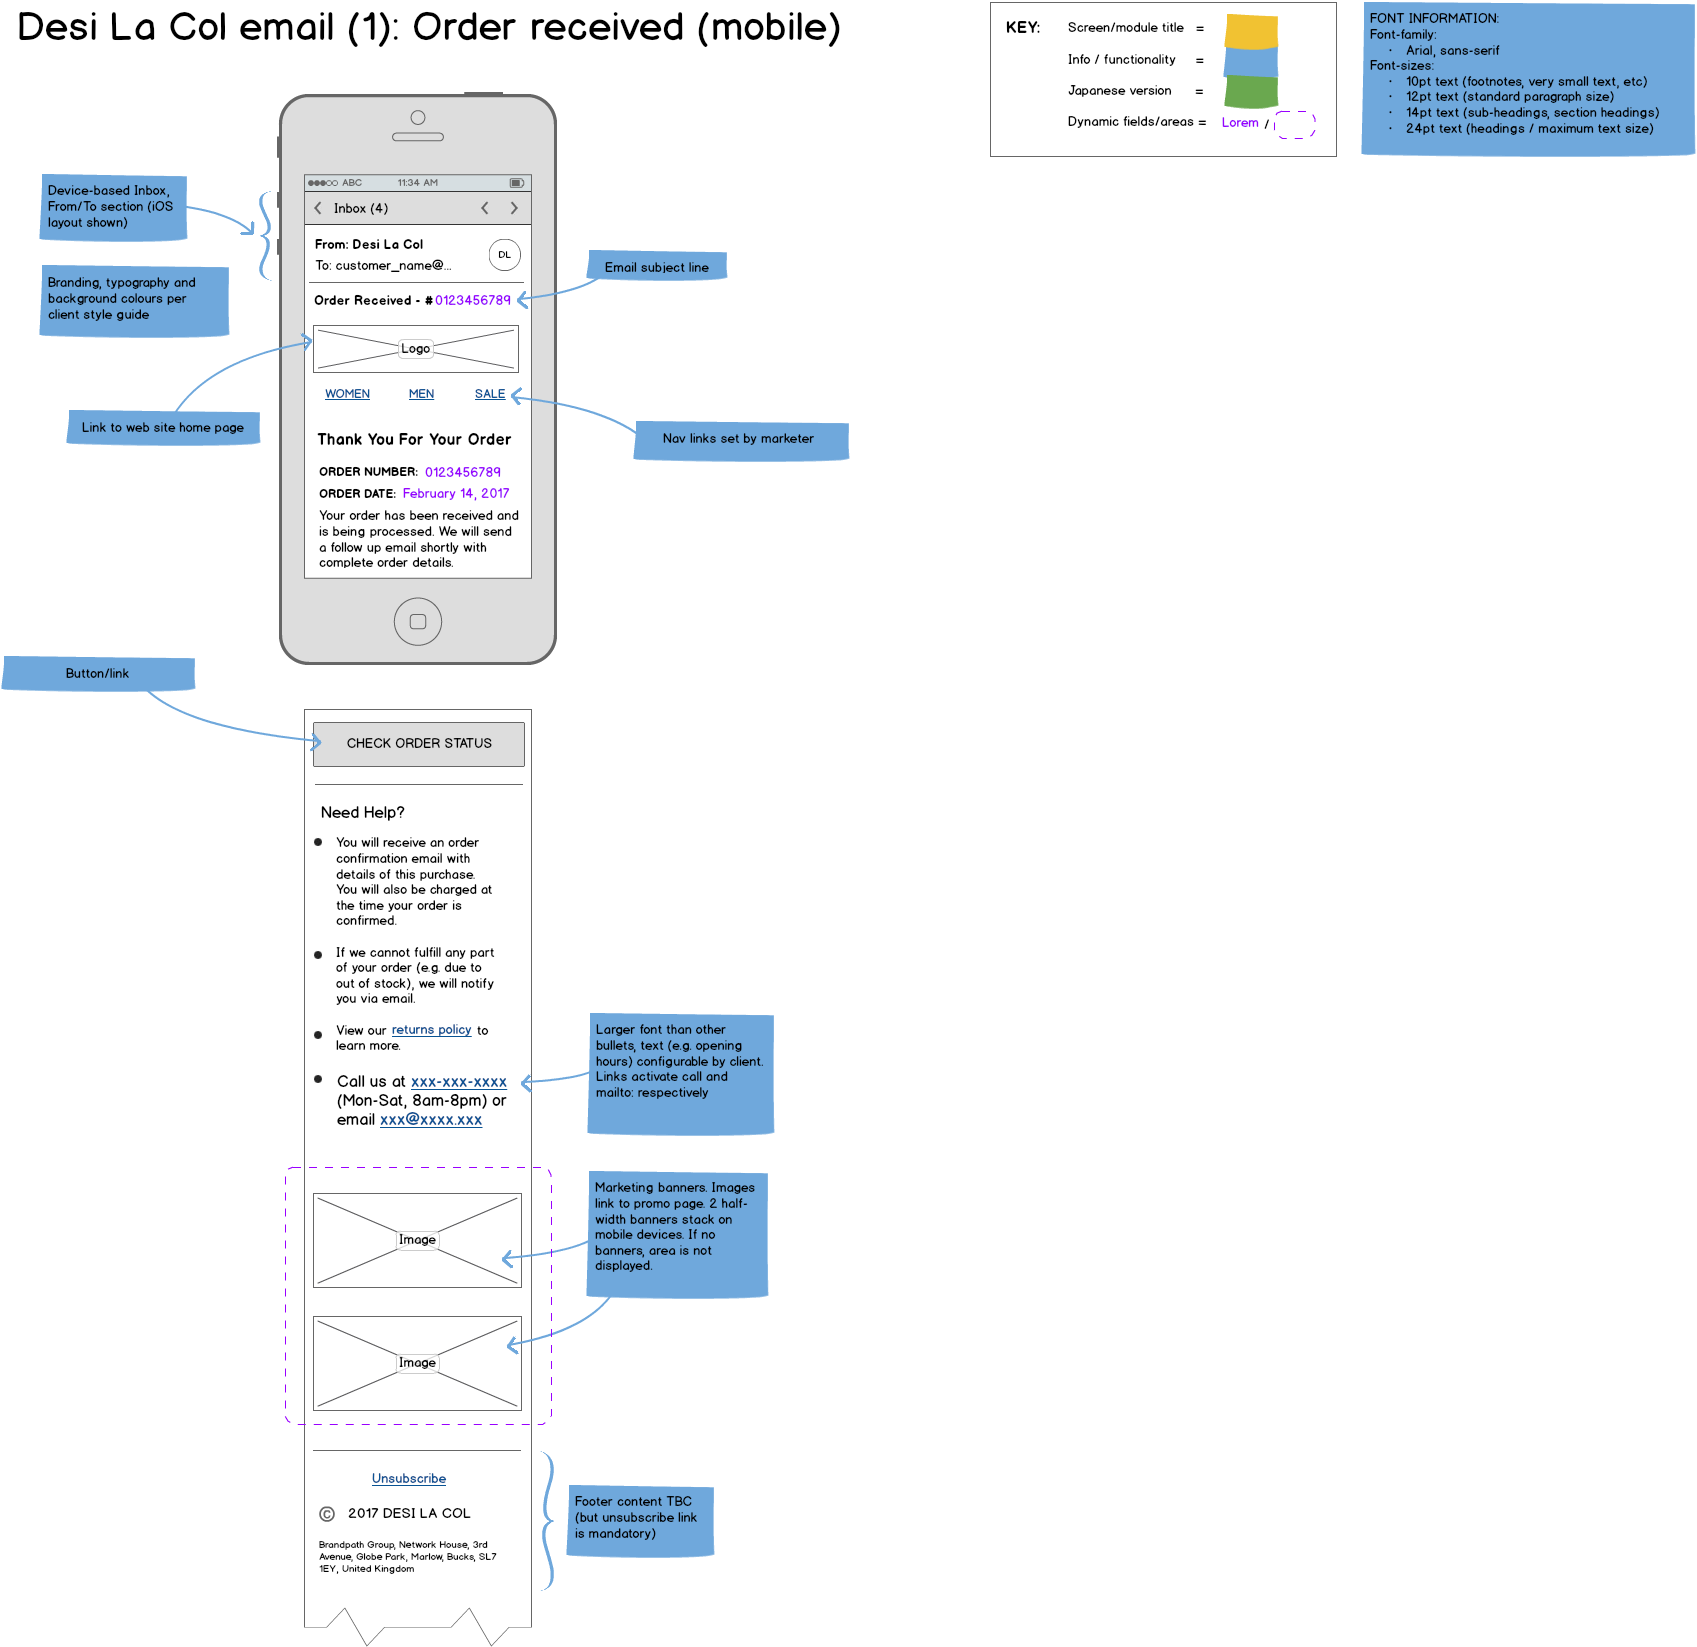 Desi La Col email (1): Order received (mobile)
KEY:
Screen/module title =
Info / functionality =
Japanese version =
Dynamic fields/areas = Lorem /
FONT INFORMATION:
Font-family:
· Arial, sans-serif
Font-sizes:
· 10pt text (footnotes, very small text, etc)
· 12pt text (standard paragraph size)
· 14pt text (sub-headings, section headings)
· 24pt text (headings / maximum text size)
Device-based Inbox,
From/To section (iOS
layout shown)
Branding, typography and
background colours per
client style guide
Link to web site home page
ABC 11:34 AM
Inbox (4)
From: Desi La Col
To: customer_name@...
DL
Order Received - #0123456789
Logo
WOMEN MEN SALE
Thank You For Your Order
ORDER NUMBER: 0123456789
ORDER DATE: February 14, 2017
Your order has been received and
is being processed. We will send
a follow up email shortly with
complete order details.
Email subject line
Nav links set by marketer
Button/link
CHECK ORDER STATUS
Need Help?
● You will receive an order
confirmation email with
details of this purchase.
You will also be charged at
the time your order is
confirmed.
● If we cannot fulfill any part
of your order (e.g. due to
out of stock), we will notify
you via email.
● View our returns policy to
learn more.
● Call us at xxx-xxx-xxxx
(Mon-Sat, 8am-8pm) or
email xxx@xxxx.xxx
Larger font than other
bullets, text (e.g. opening
hours) configurable by client.
Links activate call and
mailto: respectively
Image
Image
Marketing banners. Images
link to promo page. 2 half-
width banners stack on
mobile devices. If no
banners, area is not
displayed.
Unsubscribe
© 2017 DESI LA COL
Brandpath Group, Network House, 3rd
Avenue, Globe Park, Marlow, Bucks, SL7
1EY, United Kingdom
Footer content TBC
(but unsubscribe link
is mandatory)